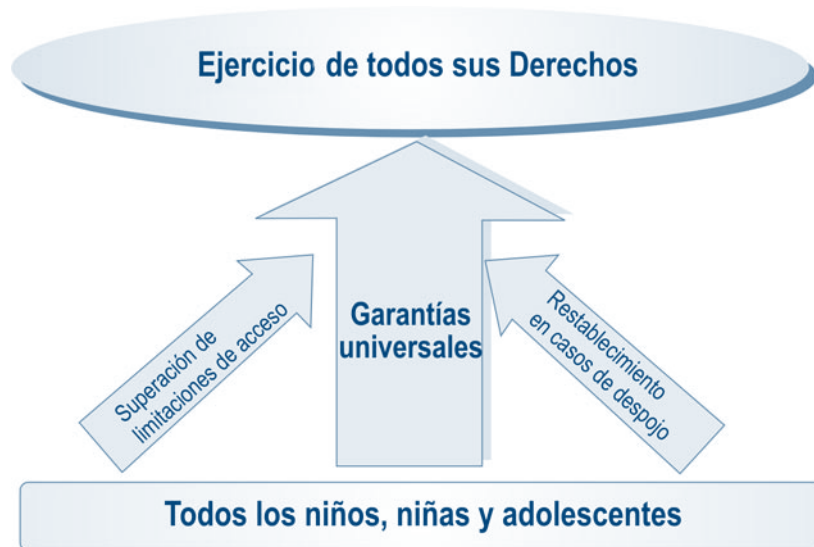 Ejercicio de todos sus Derechos
Garantías
universales
Superación de
limitaciones de acceso
Restablecimiento
en casos de despojo
Todos los niños, niñas y adolescentes